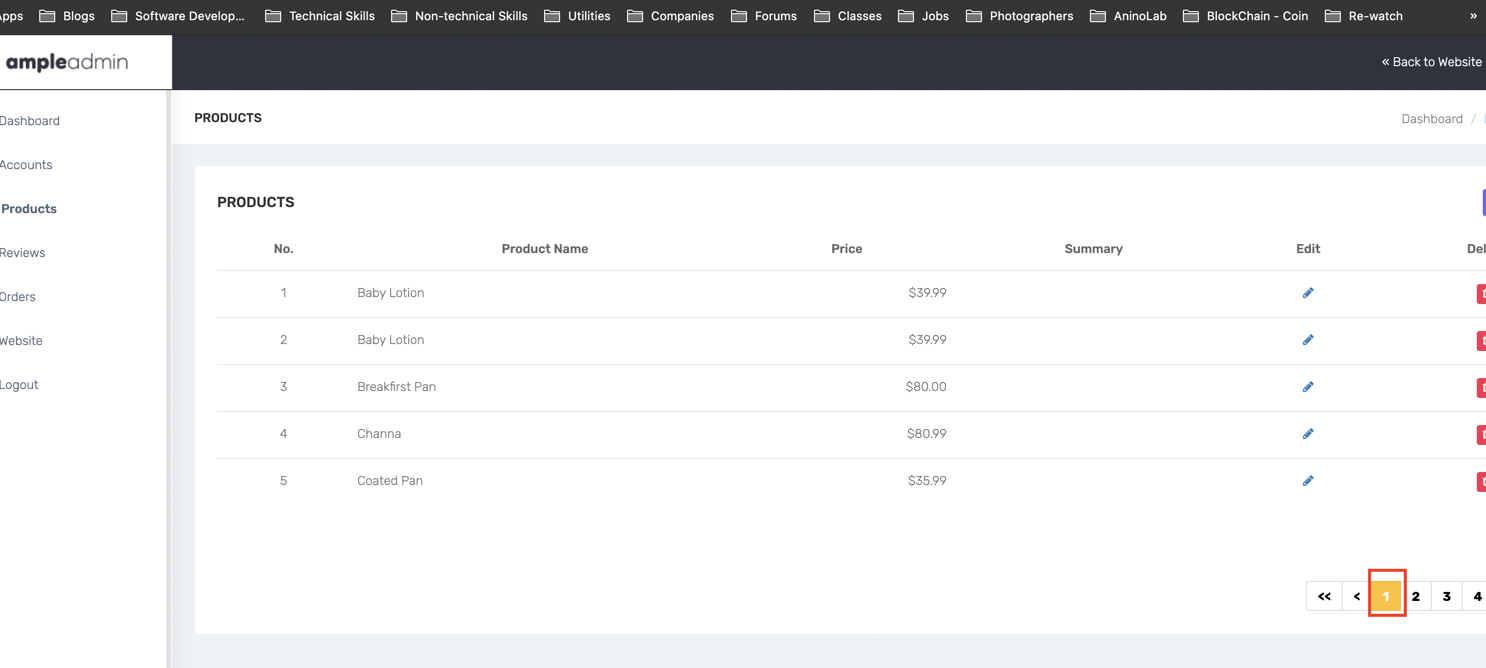 Blogs Software Develop... Technical Skills Non-technical Skills Utilities Companies Forums Classes Jobs Photographers AninoLab BlockChain - Coin Re-watch »
ampleadmin
« Back to Website
Dashboard
PRODUCTS
Dashboard /
Accounts
Products
Reviews
Orders
Website
Logout
PRODUCTS
No. Product Name Price Summary Edit
1 Baby Lotion $39.99
2 Baby Lotion $39.99
3 Breakfirst Pan $80.00
4 Channa $80.99
5 Coated Pan $35.99
<< < 1 2 3 4